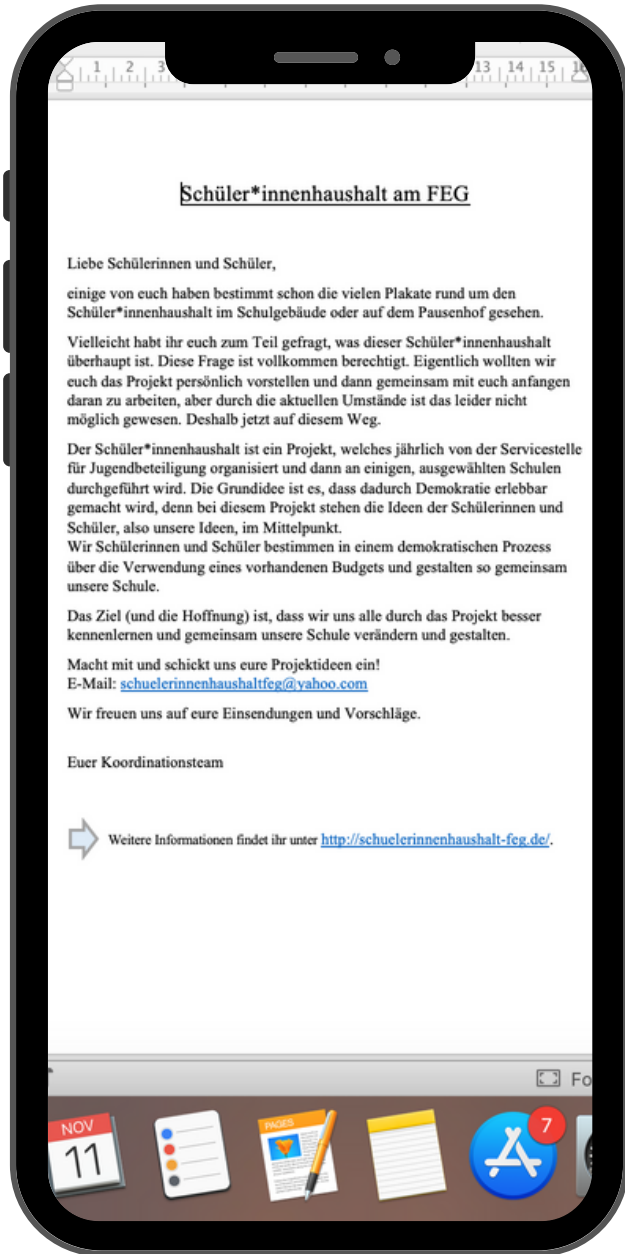 1 2 3 13 14 15
Schüler*innenhaushalt am FEG
Liebe Schülerinnen und Schüler,
einige von euch haben bestimmt schon die vielen Plakate rund um den
Schüler*innenhaushalt im Schulgebäude oder auf dem Pausenhof gesehen.
Vielleicht habt ihr euch zum Teil gefragt, was dieser Schüler*innenhaushalt
überhaupt ist. Diese Frage ist vollkommen berechtigt. Eigentlich wollten wir
euch das Projekt persönlich vorstellen und dann gemeinsam mit euch anfangen
daran zu arbeiten, aber durch die aktuellen Umstände ist das leider nicht
möglich gewesen. Deshalb jetzt auf diesem Weg.
Der Schüler*innenhaushalt ist ein Projekt, welches jährlich von der Servicestelle
für Jugendbeteiligung organisiert und dann an einigen, ausgewählten Schulen
durchgeführt wird. Die Grundidee ist es, dass dadurch Demokratie erlebbar
gemacht wird, denn bei diesem Projekt stehen die Ideen der Schülerinnen und
Schüler, also unsere Ideen, im Mittelpunkt.
Wir Schülerinnen und Schüler bestimmen in einem demokratischen Prozess
über die Verwendung eines vorhandenen Budgets und gestalten so gemeinsam
unsere Schule.
Das Ziel (und die Hoffnung) ist, dass wir uns alle durch das Projekt besser
kennenlernen und gemeinsam unsere Schule verändern und gestalten.
Macht mit und schickt uns eure Projektideen ein!
E-Mail: schuelerinnenhaushaltfeg@yahoo.com
Wir freuen uns auf eure Einsendungen und Vorschläge.
Euer Koordinationsteam
Weitere Informationen findet ihr unter http://schuelerinnenhaushalt-feg.de/.
Fo
NOV
11
PAGES
7